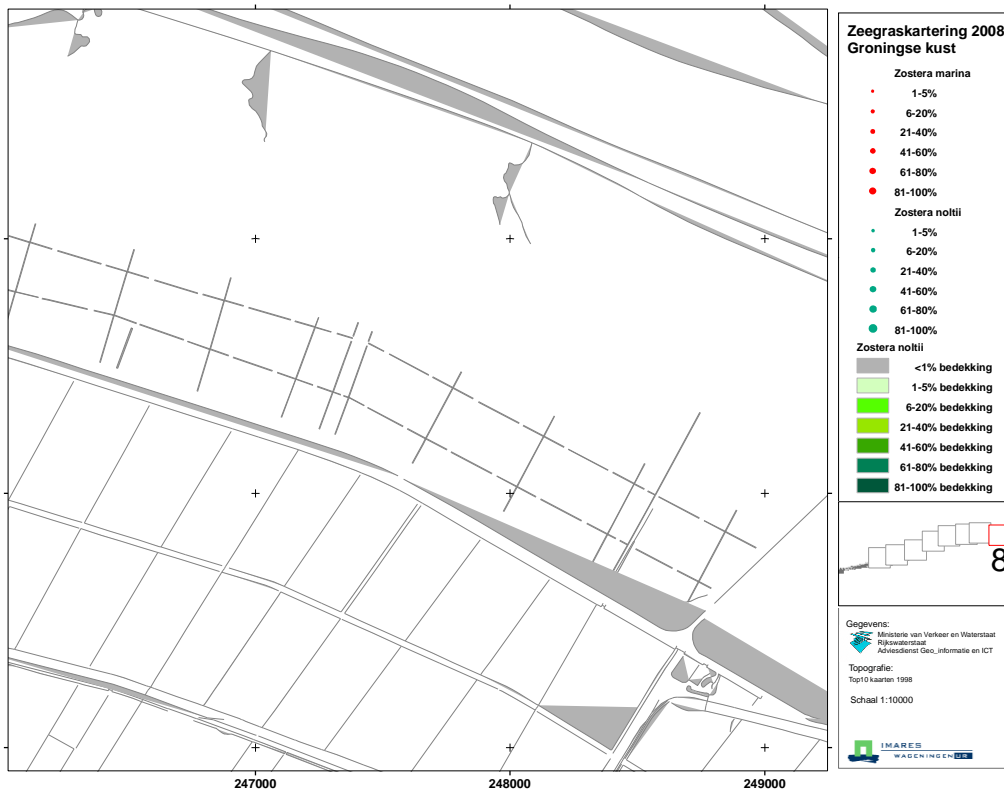 Zeegraskartering 2008
Groningse kust
Zostera marina
1-5%
6-20%
21-40%
41-60%
61-80%
81-100%
Zostera noltii
1-5%
6-20%
21-40%
41-60%
61-80%
81-100%
Zostera noltii
<1% bedekking
1-5% bedekking
6-20% bedekking
21-40% bedekking
41-60% bedekking
61-80% bedekking
81-100% bedekking
8
Gegevens:
Ministerie van Verkeer en Waterstaat
Rijkswaterstaat
Adviesdienst Geo_informatie en ICT
Topografie:
Top10 kaarten 1998
Schaal 1:10000
IMARES
WAGENINGEN UR
247000 248000 249000